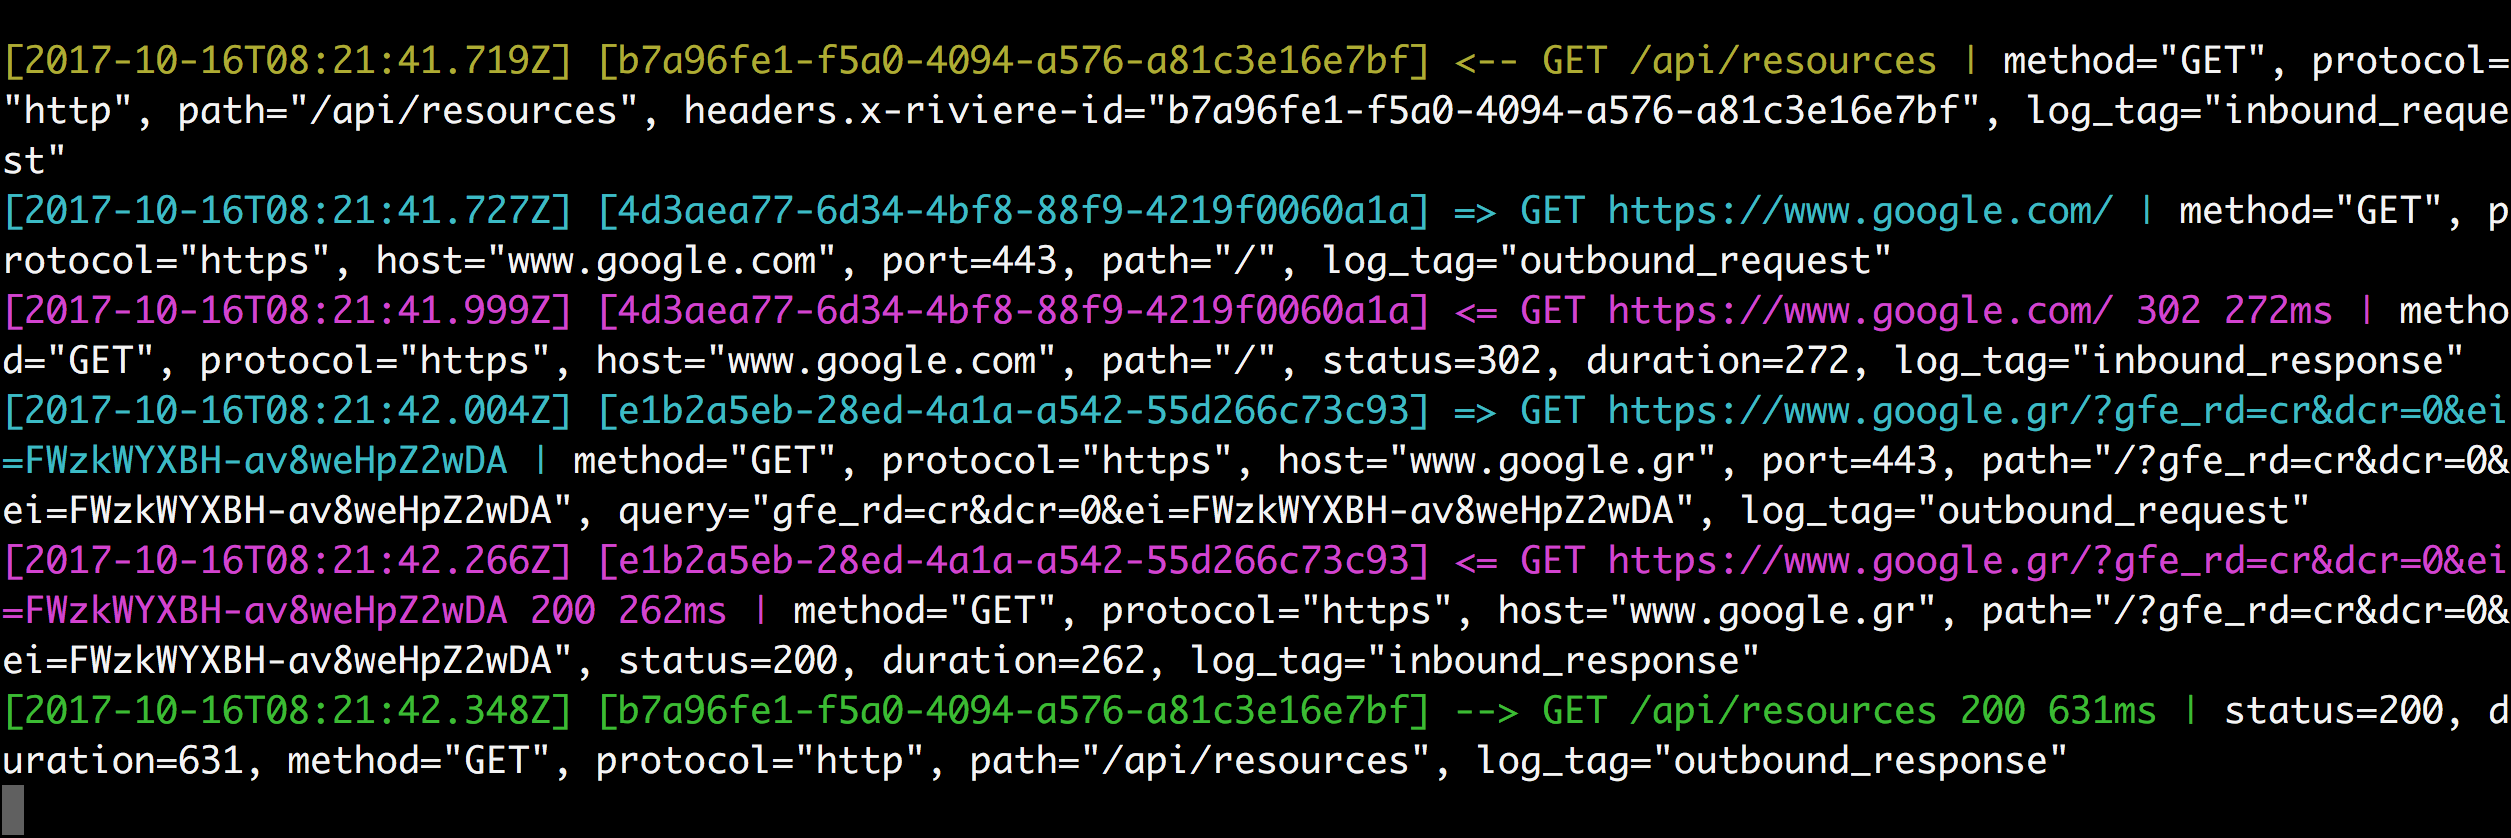 [2017-10-16T08:21:41.719Z] [b7a96fe1-f5a0-4094-a576-a81c3e16e7bf] <-- GET /api/resources | method="GET", protocol=
"http", path="/api/resources", headers.x-riviere-id="b7a96fe1-f5a0-4094-a576-a81c3e16e7bf", log_tag="inbound_reque
st"
[2017-10-16T08:21:41.727Z] [4d3aea77-6d34-4bf8-88f9-4219f0060a1a] => GET https://www.google.com/ | method="GET", p
rotocol="https", host="www.google.com", port=443, path="/", log_tag="outbound_request"
[2017-10-16T08:21:41.999Z] [4d3aea77-6d34-4bf8-88f9-4219f0060a1a] <= GET https://www.google.com/ 302 272ms | metho
d="GET", protocol="https", host="www.google.com", path="/", status=302, duration=272, log_tag="inbound_response"
[2017-10-16T08:21:42.004Z] [e1b2a5eb-28ed-4a1a-a542-55d266c73c93] => GET https://www.google.gr/?gfe_rd=cr&dcr=0&ei
=FWzkWYXBH-av8weHpZ2wDA | method="GET", protocol="https", host="www.google.gr", port=443, path="/?gfe_rd=cr&dcr=0&
ei=FWzkWYXBH-av8weHpZ2wDA", query="gfe_rd=cr&dcr=0&ei=FWzkWYXBH-av8weHpZ2wDA", log_tag="outbound_request"
[2017-10-16T08:21:42.266Z] [e1b2a5eb-28ed-4a1a-a542-55d266c73c93] <= GET https://www.google.gr/?gfe_rd=cr&dcr=0&ei
=FWzkWYXBH-av8weHpZ2wDA 200 262ms | method="GET", protocol="https", host="www.google.gr", path="/?gfe_rd=cr&dcr=0&
ei=FWzkWYXBH-av8weHpZ2wDA", status=200, duration=262, log_tag="inbound_response"
[2017-10-16T08:21:42.348Z] [b7a96fe1-f5a0-4094-a576-a81c3e16e7bf] --> GET /api/resources 200 631ms | status=200, d
uration=631, method="GET", protocol="http", path="/api/resources", log_tag="outbound_response"